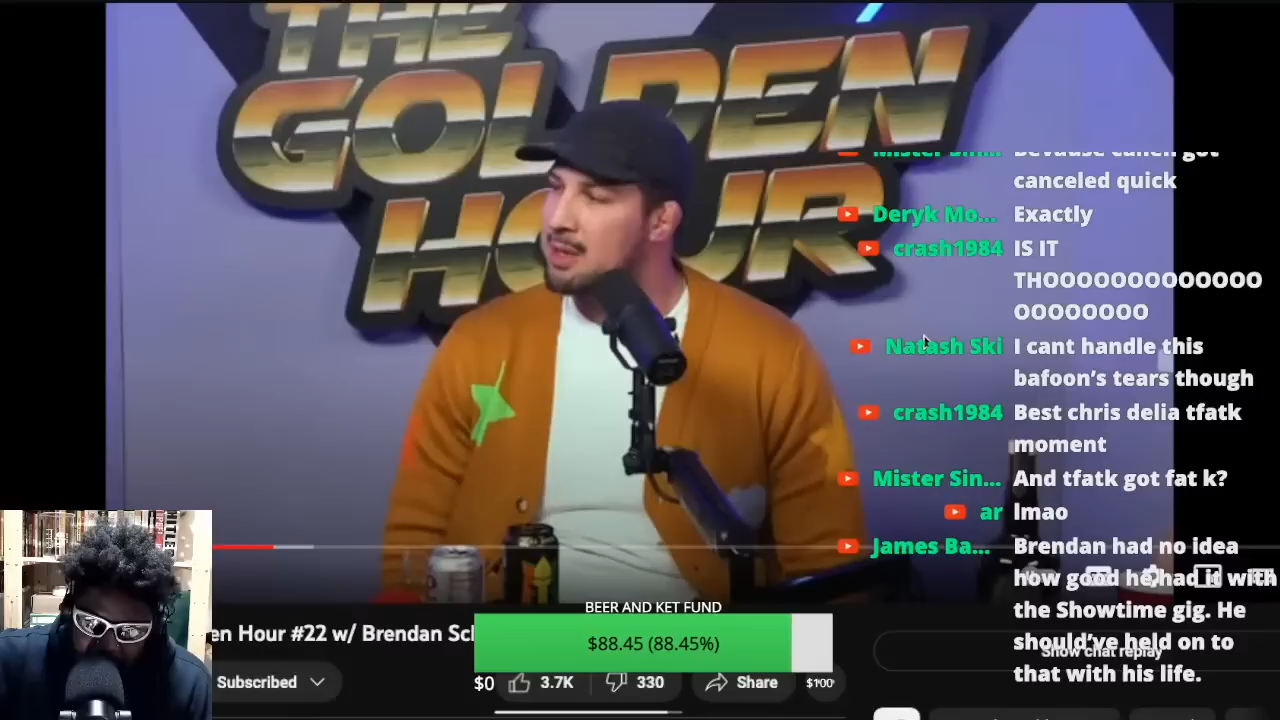 THE
GOLDEN
HOUR
canceled quick
Deryk Mo... Exactly
crash1984 IS IT
THOOOOOOOOOOOOO
OOOOOOOO
Natash Ski I cant handle this
bafoon's tears though
crash1984 Best chris delia tfatk
moment
Mister Sin... And tfatk got fat k?
ar lmao
James Ba... Brendan had no idea
how good he had it with
the Showtime gig. He
should've held on to
that with his life.
Show chat replay
BEER AND KET FUND
$88.45 (88.45%)
$0
$100
en Hour #22 w/ Brendan Scl
Subscribed
3.7K
330
Share